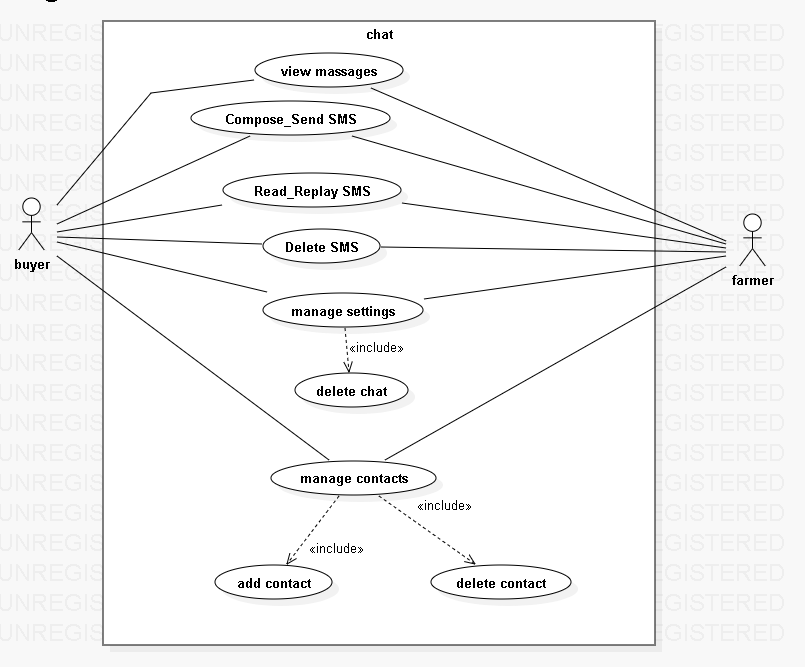 chat
view massages
Compose_Send SMS
Read_Replay SMS
buyer
Delete SMS
farmer
manage settings
«include»
delete chat
manage contacts
«include»
«include»
add contact
delete contact
UNREGISTERED